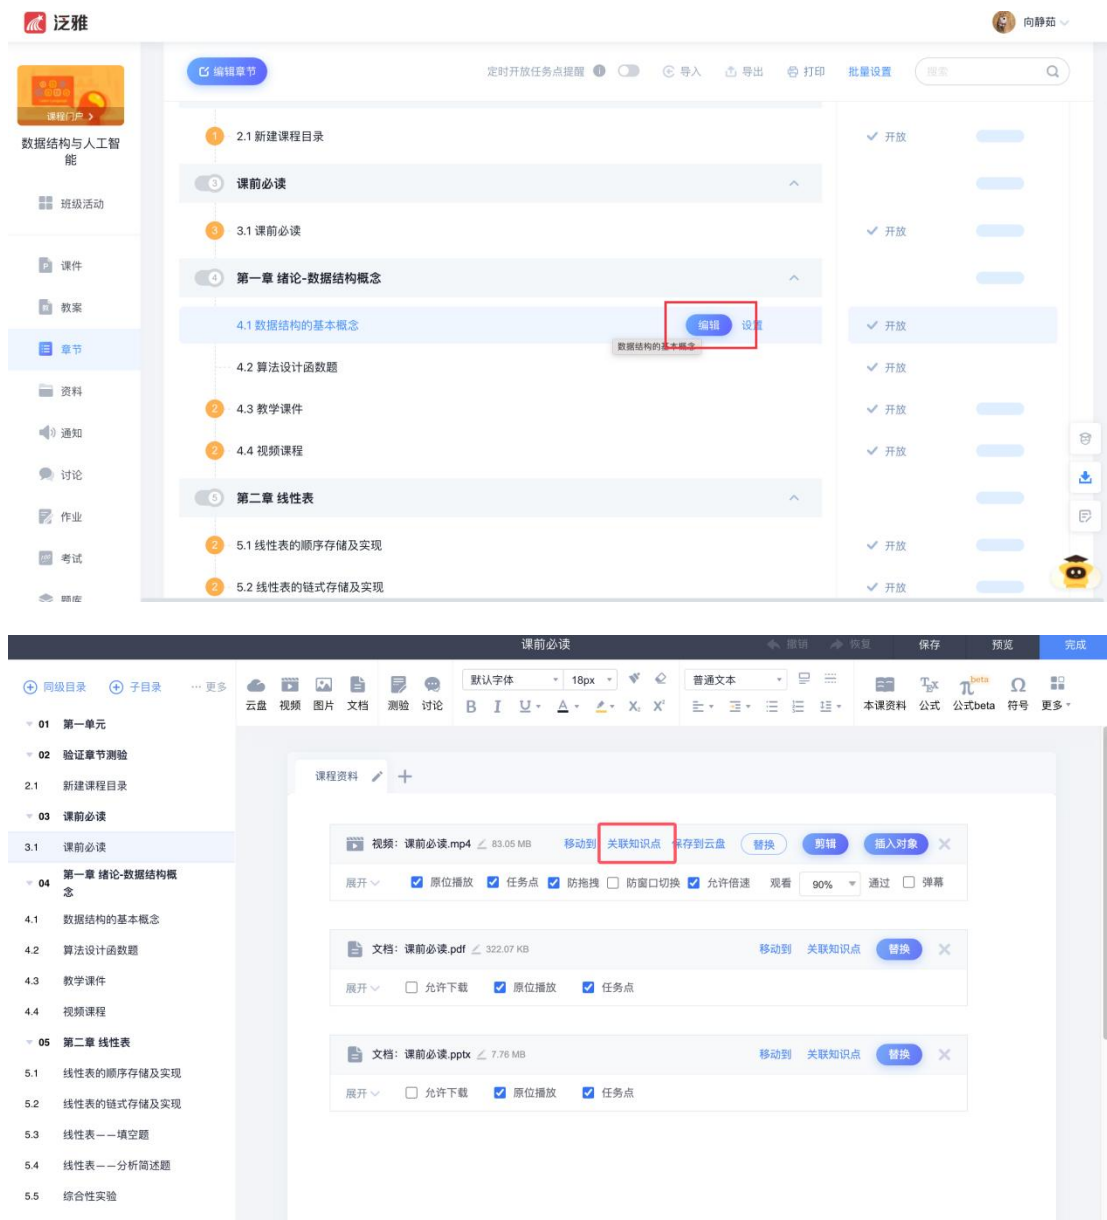 泛雅
向静茹
课程门户
数据结构与人工智
能
班级活动
课件
教案
章节
资料
通知
讨论
作业
考试
题库
编辑章节
定时开放任务点提醒
导入
导出
打印
批量设置
搜索
1 2.1 新建课程目录 开放
3 课前必读
3 3.1 课前必读 开放
4 第一章 绪论-数据结构概念
4.1 数据结构的基本概念 编辑 设置 开放
数据结构的基本概念
4.2 算法设计函数题 开放
2 4.3 教学课件 开放
2 4.4 视频课程 开放
5 第二章 线性表
2 5.1 线性表的顺序存储及实现 开放
2 5.2 线性表的链式存储及实现 开放
课前必读 撤销 恢复 保存 预览 完成
同级目录 子目录 ··· 更多
01 第一单元
02 验证章节测验
2.1 新建课程目录
03 课前必读
3.1 课前必读
04 第一章 绪论-数据结构概
念
4.1 数据结构的基本概念
4.2 算法设计函数题
4.3 教学课件
4.4 视频课程
05 第二章 线性表
5.1 线性表的顺序存储及实现
5.2 线性表的链式存储及实现
5.3 线性表——填空题
5.4 线性表——分析简述题
5.5 综合性实验
云盘 视频 图片 文档 测验 讨论
默认字体 18px 普通文本
B I U A X₂ X²
本课资料 公式 公式beta 符号 更多
TEX π beta Ω
课程资料
视频：课前必读.mp4 83.05 MB 移动到 关联知识点 保存到云盘 替换 剪辑 插入对象
展开 原位播放 任务点 防拖拽 防窗口切换 允许倍速 观看 90% 通过 弹幕
文档：课前必读.pdf 322.07 KB 移动到 关联知识点 替换
展开 允许下载 原位播放 任务点
文档：课前必读.pptx 7.76 MB 移动到 关联知识点 替换
展开 允许下载 原位播放 任务点